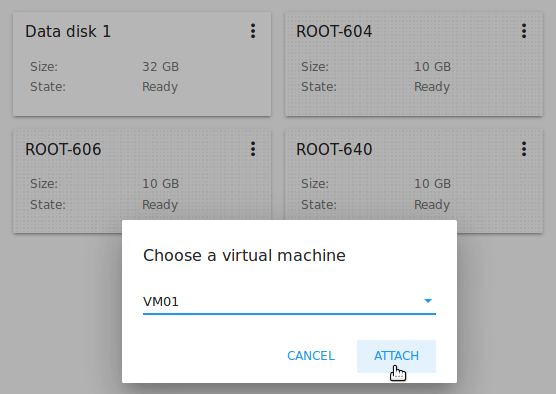 Data disk 1
Size: 32 GB
State: Ready
ROOT-604
Size: 10 GB
State: Ready
ROOT-606
Size: 10 GB
State: Ready
ROOT-640
Size: 10 GB
State: Ready
Choose a virtual machine
VM01
CANCEL ATTACH